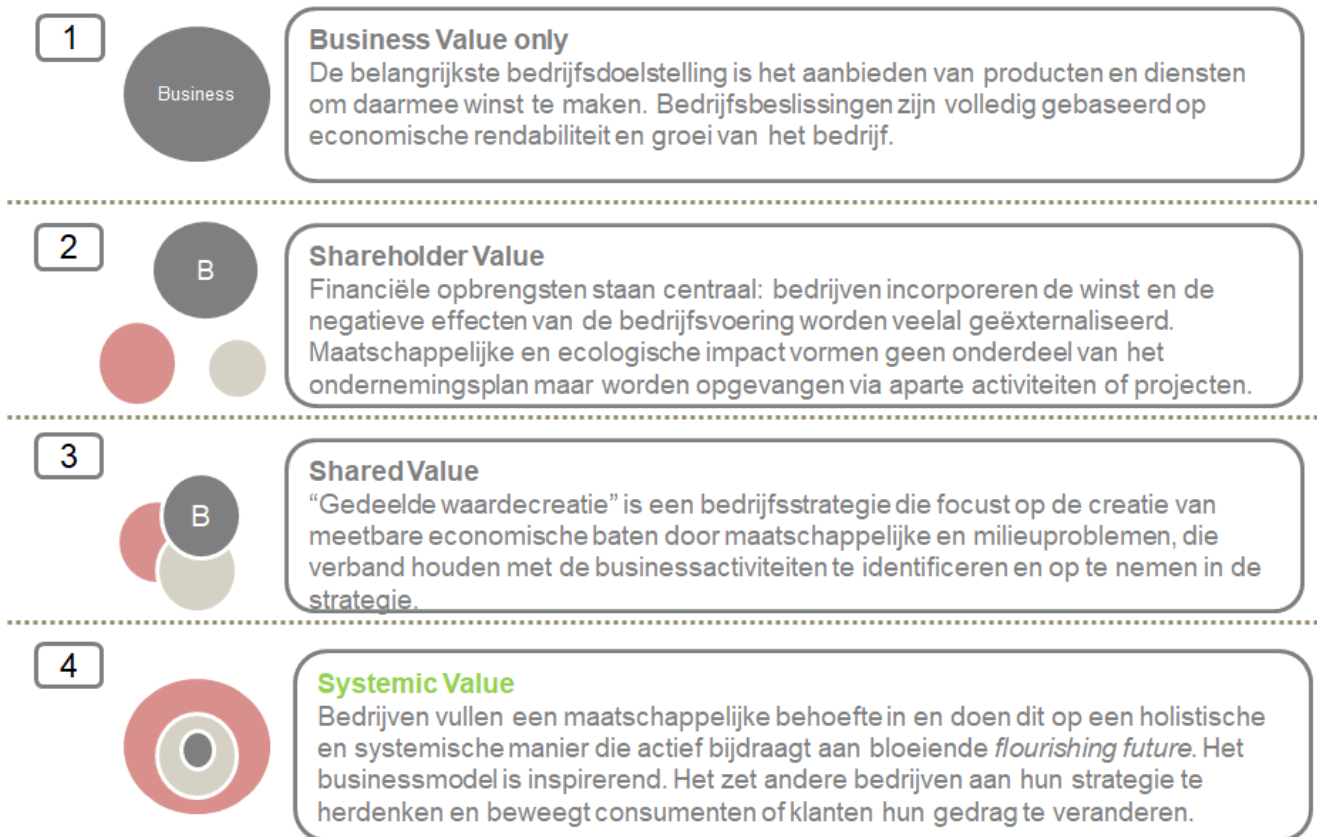 1
Business
Business Value only
De belangrijkste bedrijfsdoelstelling is het aanbieden van producten en diensten
om daarmee winst te maken. Bedrijfsbeslissingen zijn volledig gebaseerd op
economische rendabiliteit en groei van het bedrijf.
2
B
Shareholder Value
Financiële opbrengsten staan centraal: bedrijven incorporeren de winst en de
negatieve effecten van de bedrijfsvoering worden veelal geëxternaliseerd.
Maatschappelijke en ecologische impact vormen geen onderdeel van het
ondernemingsplan maar worden opgevangen via aparte activiteiten of projecten.
3
B
Shared Value
“Gedeelde waardecreatie” is een bedrijfsstrategie die focust op de creatie van
meetbare economische baten door maatschappelijke en milieuproblemen, die
verband houden met de businessactiviteiten te identificeren en op te nemen in de
strategie.
4
Systemic Value
Bedrijven vullen een maatschappelijke behoefte in en doen dit op een holistische
en systemische manier die actief bijdraagt aan bloeiende flourishing future. Het
businessmodel is inspirerend. Het zet andere bedrijven aan hun strategie te
herdenken en beweegt consumenten of klanten hun gedrag te veranderen.